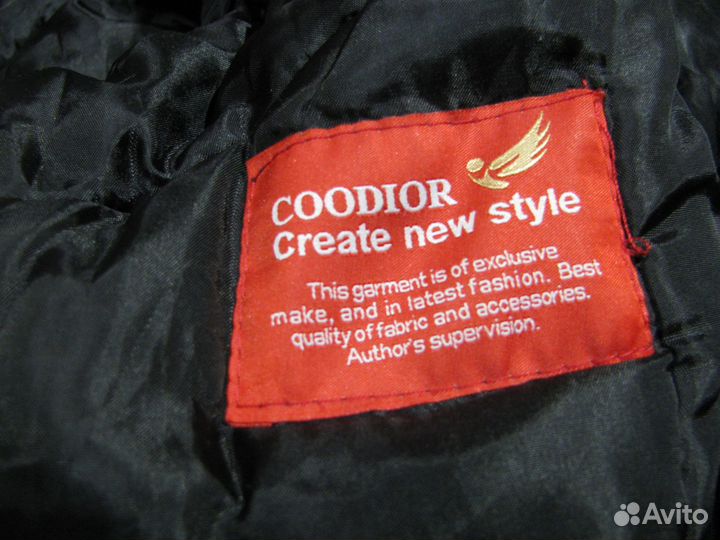 COODIOR
Create new style
This garment is of exclusive
make, and in latest fashion. Best
quality of fabric and accessories.
Author's supervision.
Avito